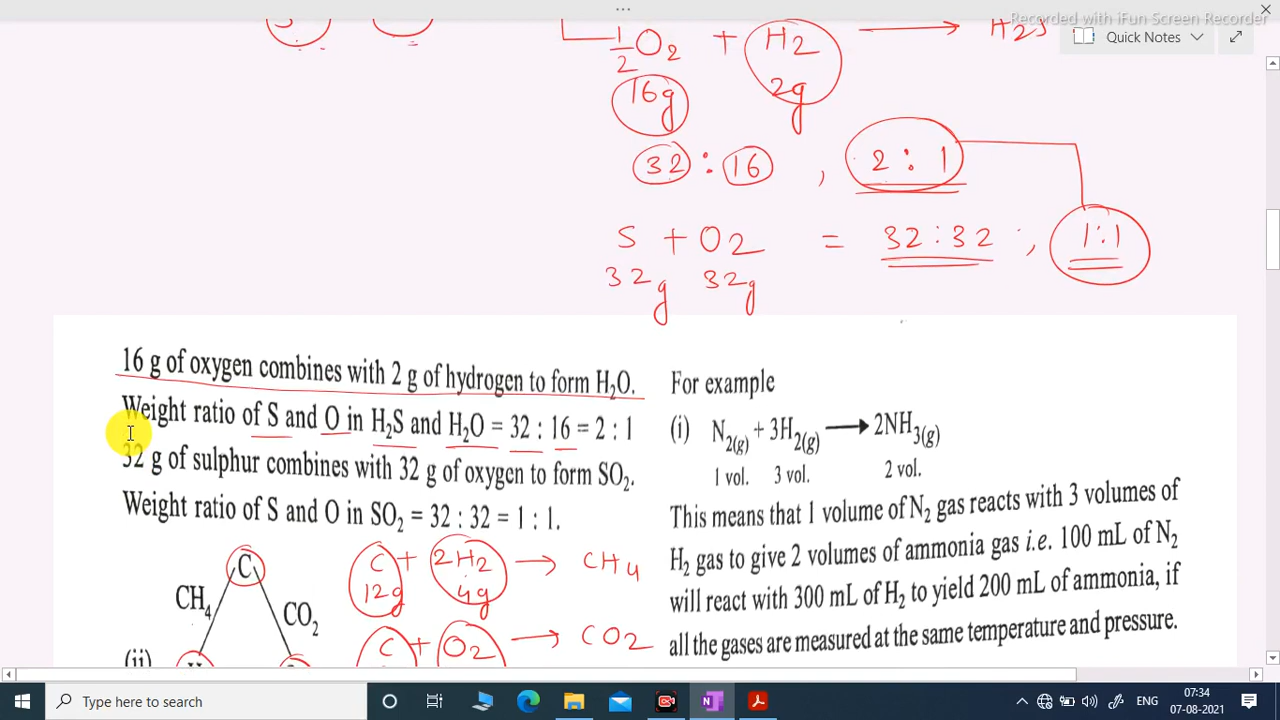 Recorded with iFun Screen Recorder
Quick Notes
1/2 O2 + H2 ⟶ H2S
16g 2g
32 : 16 , 2 : 1
S + O2 = 32:32 ; 1:1
32g 32g
16 g of oxygen combines with 2 g of hydrogen to form H₂O.
Weight ratio of S and O in H₂S and H₂O = 32 : 16 = 2 : 1
32 g of sulphur combines with 32 g of oxygen to form SO₂.
Weight ratio of S and O in SO₂ = 32 : 32 = 1 : 1.
C + 2H2 → CH4
12g 4g
C + O2 → CO2
C
CH₄
CO₂
(ii)
For example
(i) N₂(g) + 3H₂(g) ⟶ 2NH₃(g)
1 vol. 3 vol. 2 vol.
This means that 1 volume of N₂ gas reacts with 3 volumes of
H₂ gas to give 2 volumes of ammonia gas i.e. 100 mL of N₂
will react with 300 mL of H₂ to yield 200 mL of ammonia, if
all the gases are measured at the same temperature and pressure.
Type here to search
ENG
07:34
07-08-2021